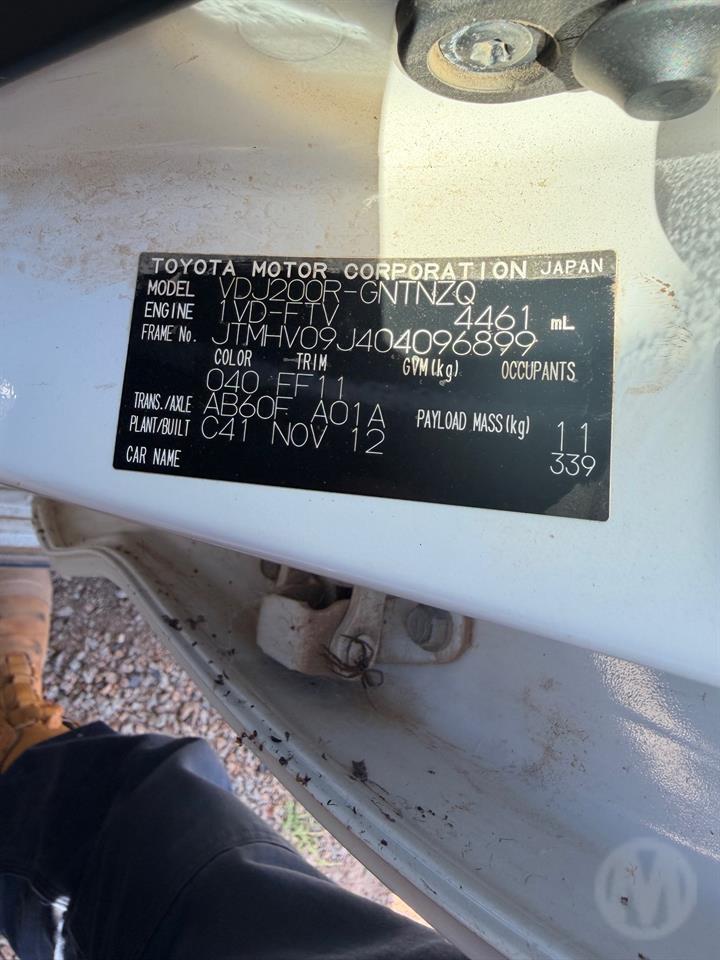 TOYOTA MOTOR CORPORATION JAPAN
MODEL VDJ200R-GNTNZQ
ENGINE 1VD-FTV 4461 mL
FRAME No. JTMHV09J404096899
COLOR TRIM GVM(kg) OCCUPANTS
040 FF11
TRANS./AXLE AB60F A01A PAYLOAD MASS(kg) 11
PLANT/BUILT C41 NOV 12 339
CAR NAME
M